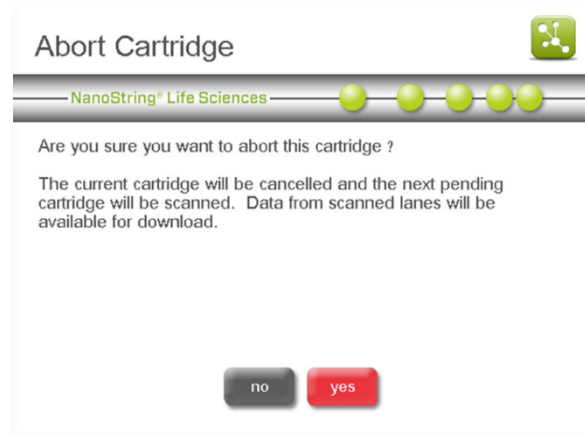 Abort Cartridge
NanoString® Life Sciences
Are you sure you want to abort this cartridge ?
The current cartridge will be cancelled and the next pending
cartridge will be scanned. Data from scanned lanes will be
available for download.
no
yes